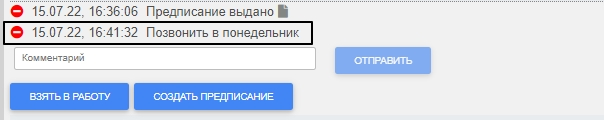 15.07.22, 16:36:06 Предписание выдано
15.07.22, 16:41:32 Позвонить в понедельник
Комментарий
ОТПРАВИТЬ
ВЗЯТЬ В РАБОТУ СОЗДАТЬ ПРЕДПИСАНИЕ